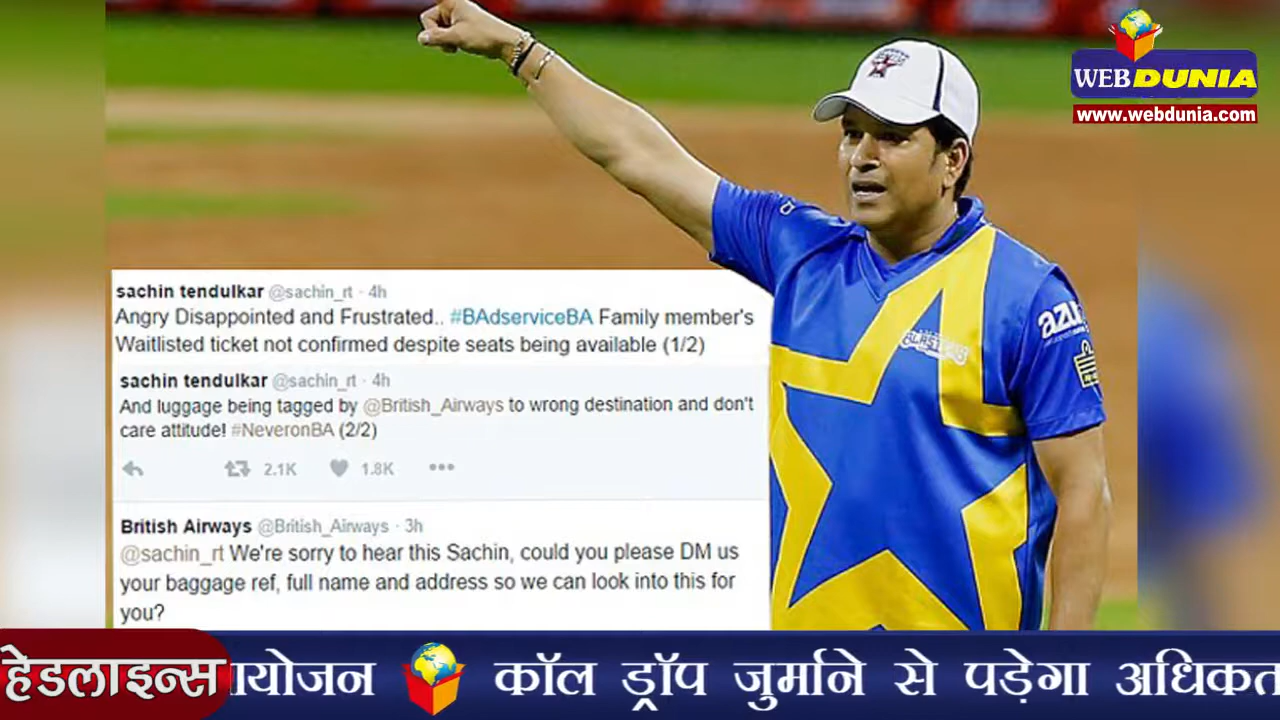 WEBDUNIA
www.webdunia.com
sachin tendulkar @sachin_rt · 4h
Angry Disappointed and Frustrated.. #BAdserviceBA Family member's
Waitlisted ticket not confirmed despite seats being available (1/2)
sachin tendulkar @sachin_rt · 4h
And luggage being tagged by @British_Airways to wrong destination and don't
care attitude! #NeveronBA (2/2)
2.1K 1.8K
British Airways @British_Airways · 3h
@sachin_rt We're sorry to hear this Sachin, could you please DM us
your baggage ref, full name and address so we can look into this for
you?
हेडलाइन्स
कॉल ड्रॉप जुर्माने से पड़ेगा